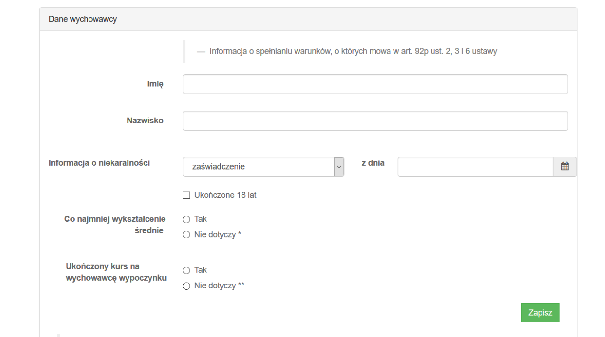 Dane wychowawcy
— Informacja o spełnianiu warunków, o których mowa w art. 92p ust. 2, 3 i 6 ustawy
Imię
Nazwisko
Informacja o niekaralności zaświadczenie z dnia
Ukończone 18 lat
Co najmniej wykształcenie średnie
Tak
Nie dotyczy *
Ukończony kurs na
wychowawcę wypoczynku
Tak
Nie dotyczy **
Zapisz